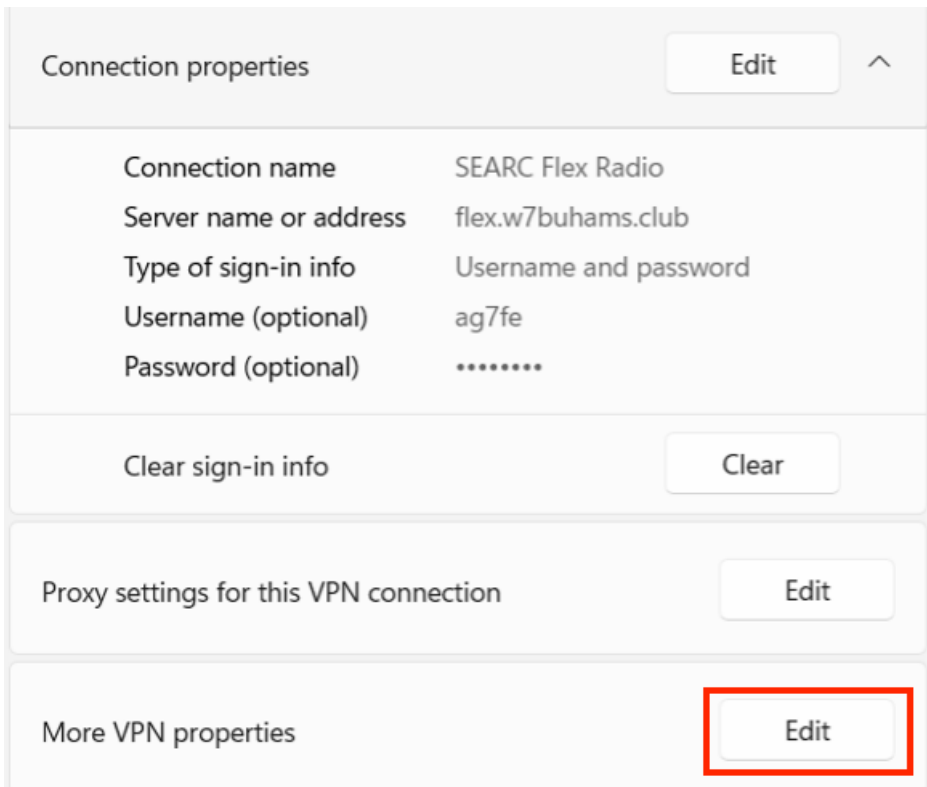 Connection properties Edit
Connection name SEARC Flex Radio
Server name or address flex.w7buhams.club
Type of sign-in info Username and password
Username (optional) ag7fe
Password (optional) ••••••••
Clear sign-in info Clear
Proxy settings for this VPN connection Edit
More VPN properties Edit